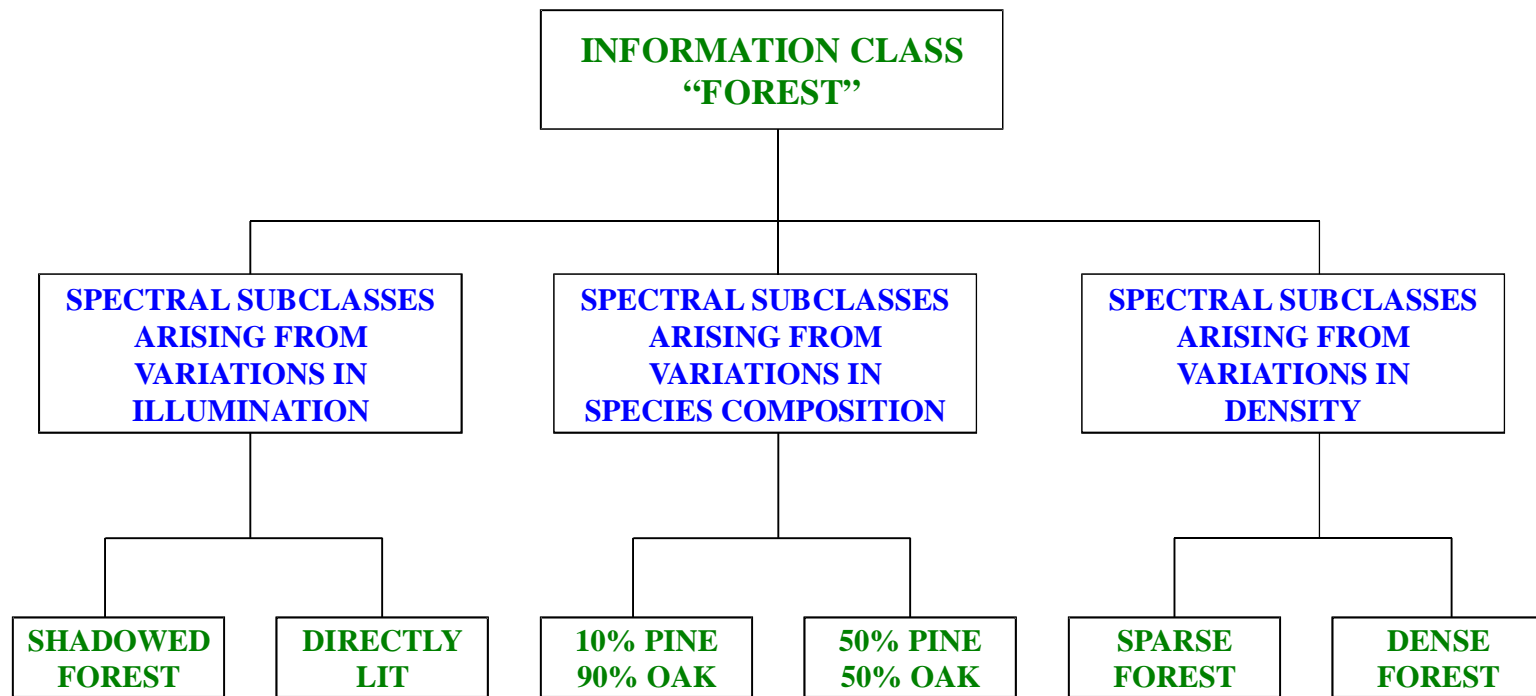 INFORMATION CLASS
“FOREST”
SPECTRAL SUBCLASSES
ARISING FROM
VARIATIONS IN
ILLUMINATION
SPECTRAL SUBCLASSES
ARISING FROM
VARIATIONS IN
SPECIES COMPOSITION
SPECTRAL SUBCLASSES
ARISING FROM
VARIATIONS IN
DENSITY
SHADOWED
FOREST
DIRECTLY
LIT
10% PINE
90% OAK
50% PINE
50% OAK
SPARSE
FOREST
DENSE
FOREST